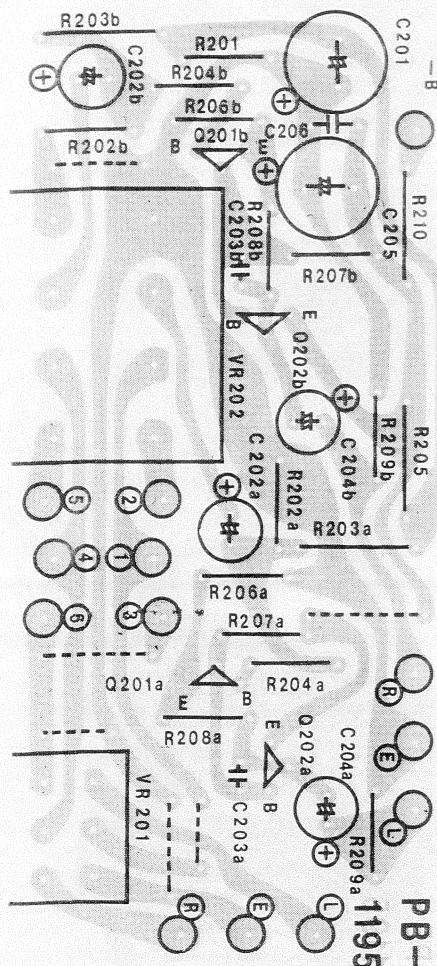 R203b
C202b
R201
R204b
R206b
Q201b
B
E
C206
C201
–B
R202b
R210
C205
R208b
C203b
R207b
E
B
Q202b
VR202
C204b
R209b
R205
C202a
R202a
R203a
5
2
4
1
6
3
R206a
R207a
Q201a
E
B
R204a
R208a
E
B
Q202a
C204a
C203a
VR201
R209a
R
E
L
R
E
L
PB–
1195